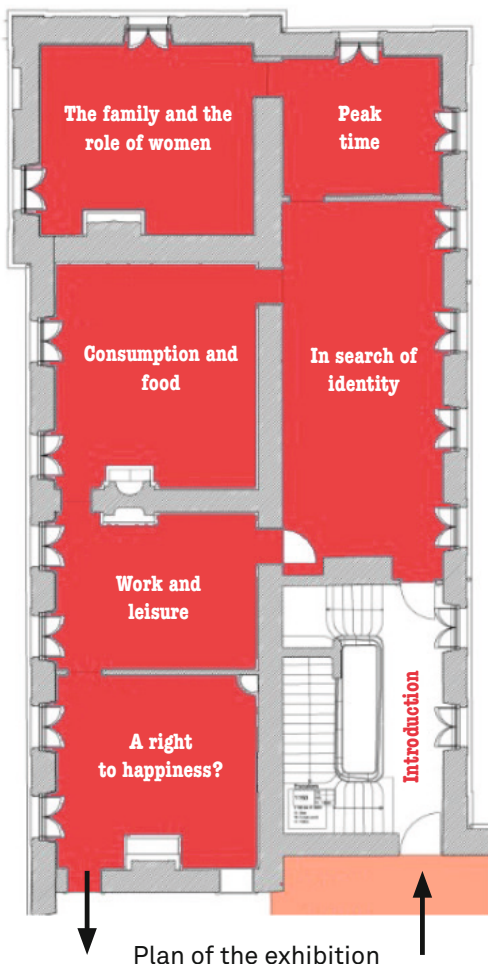 The family and the
role of women
Peak
time
Consumption and
food
In search of
identity
Work and
leisure
A right
to happiness?
Introduction
Plan of the exhibition